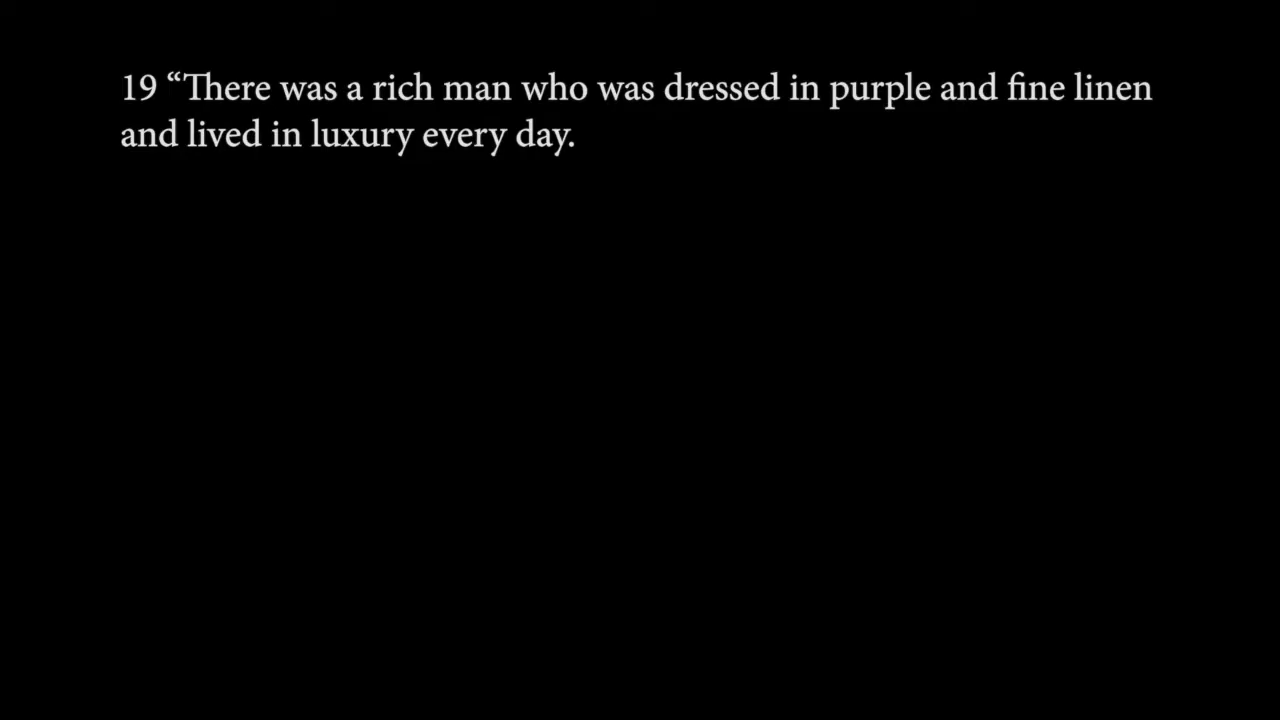 19 “There was a rich man who was dressed in purple and fine linen
and lived in luxury every day.